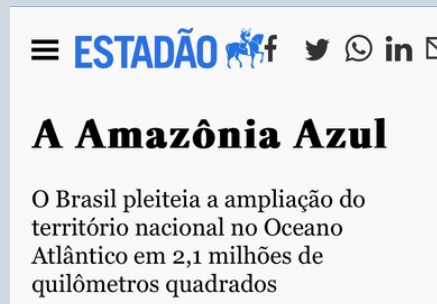 ESTADÃO
A Amazônia Azul
O Brasil pleiteia a ampliação do
território nacional no Oceano
Atlântico em 2,1 milhões de
quilômetros quadrados